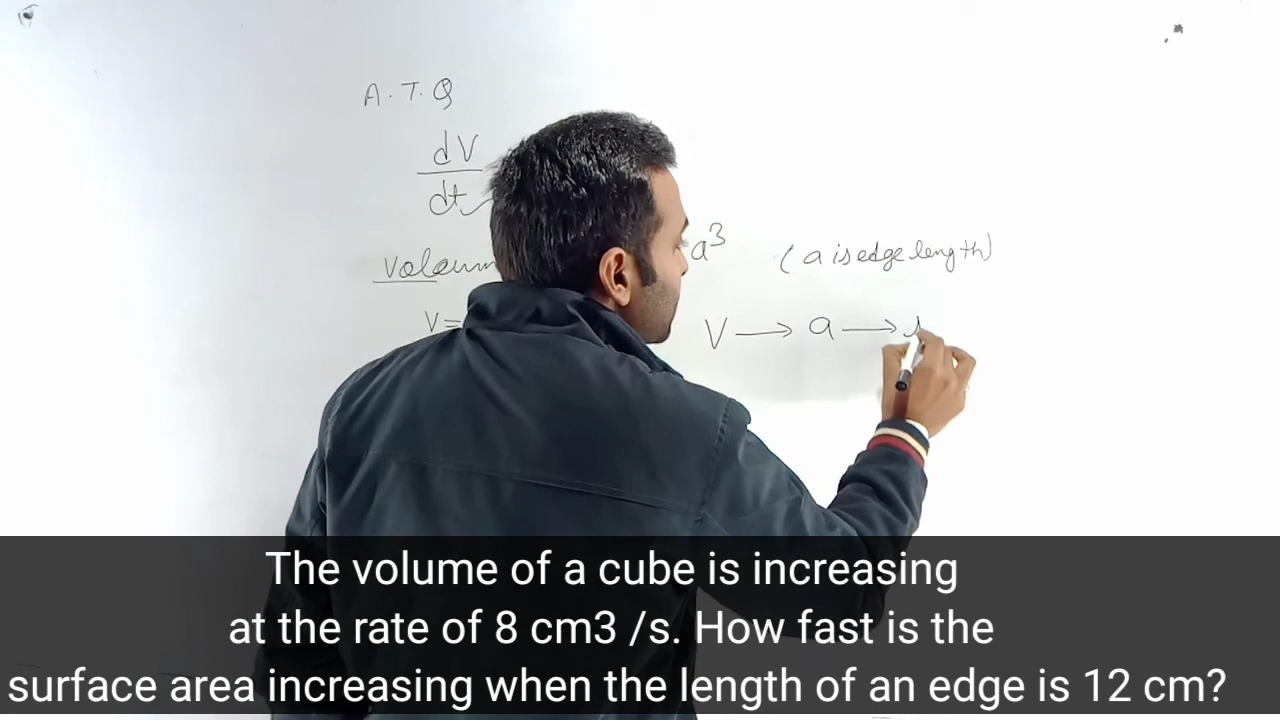 A.T.Q
dV
dt
a³ (a is edge length)
V= V → a →
The volume of a cube is increasing
at the rate of 8 cm3 /s. How fast is the
surface area increasing when the length of an edge is 12 cm?